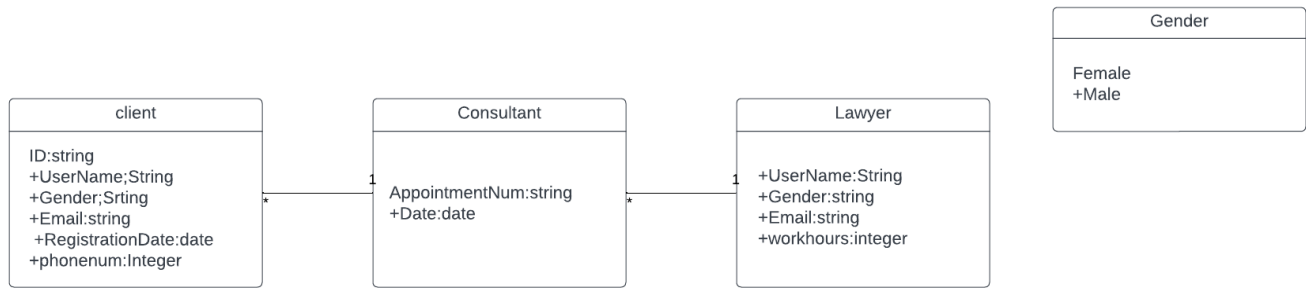 Gender
Female
+Male
client
ID:string
+UserName;String
+Gender;Srting
+Email:string
+RegistrationDate:date
+phonenum:Integer
*
1
Consultant
AppointmentNum:string
+Date:date
*
1
Lawyer
+UserName:String
+Gender:string
+Email:string
+workhours:integer